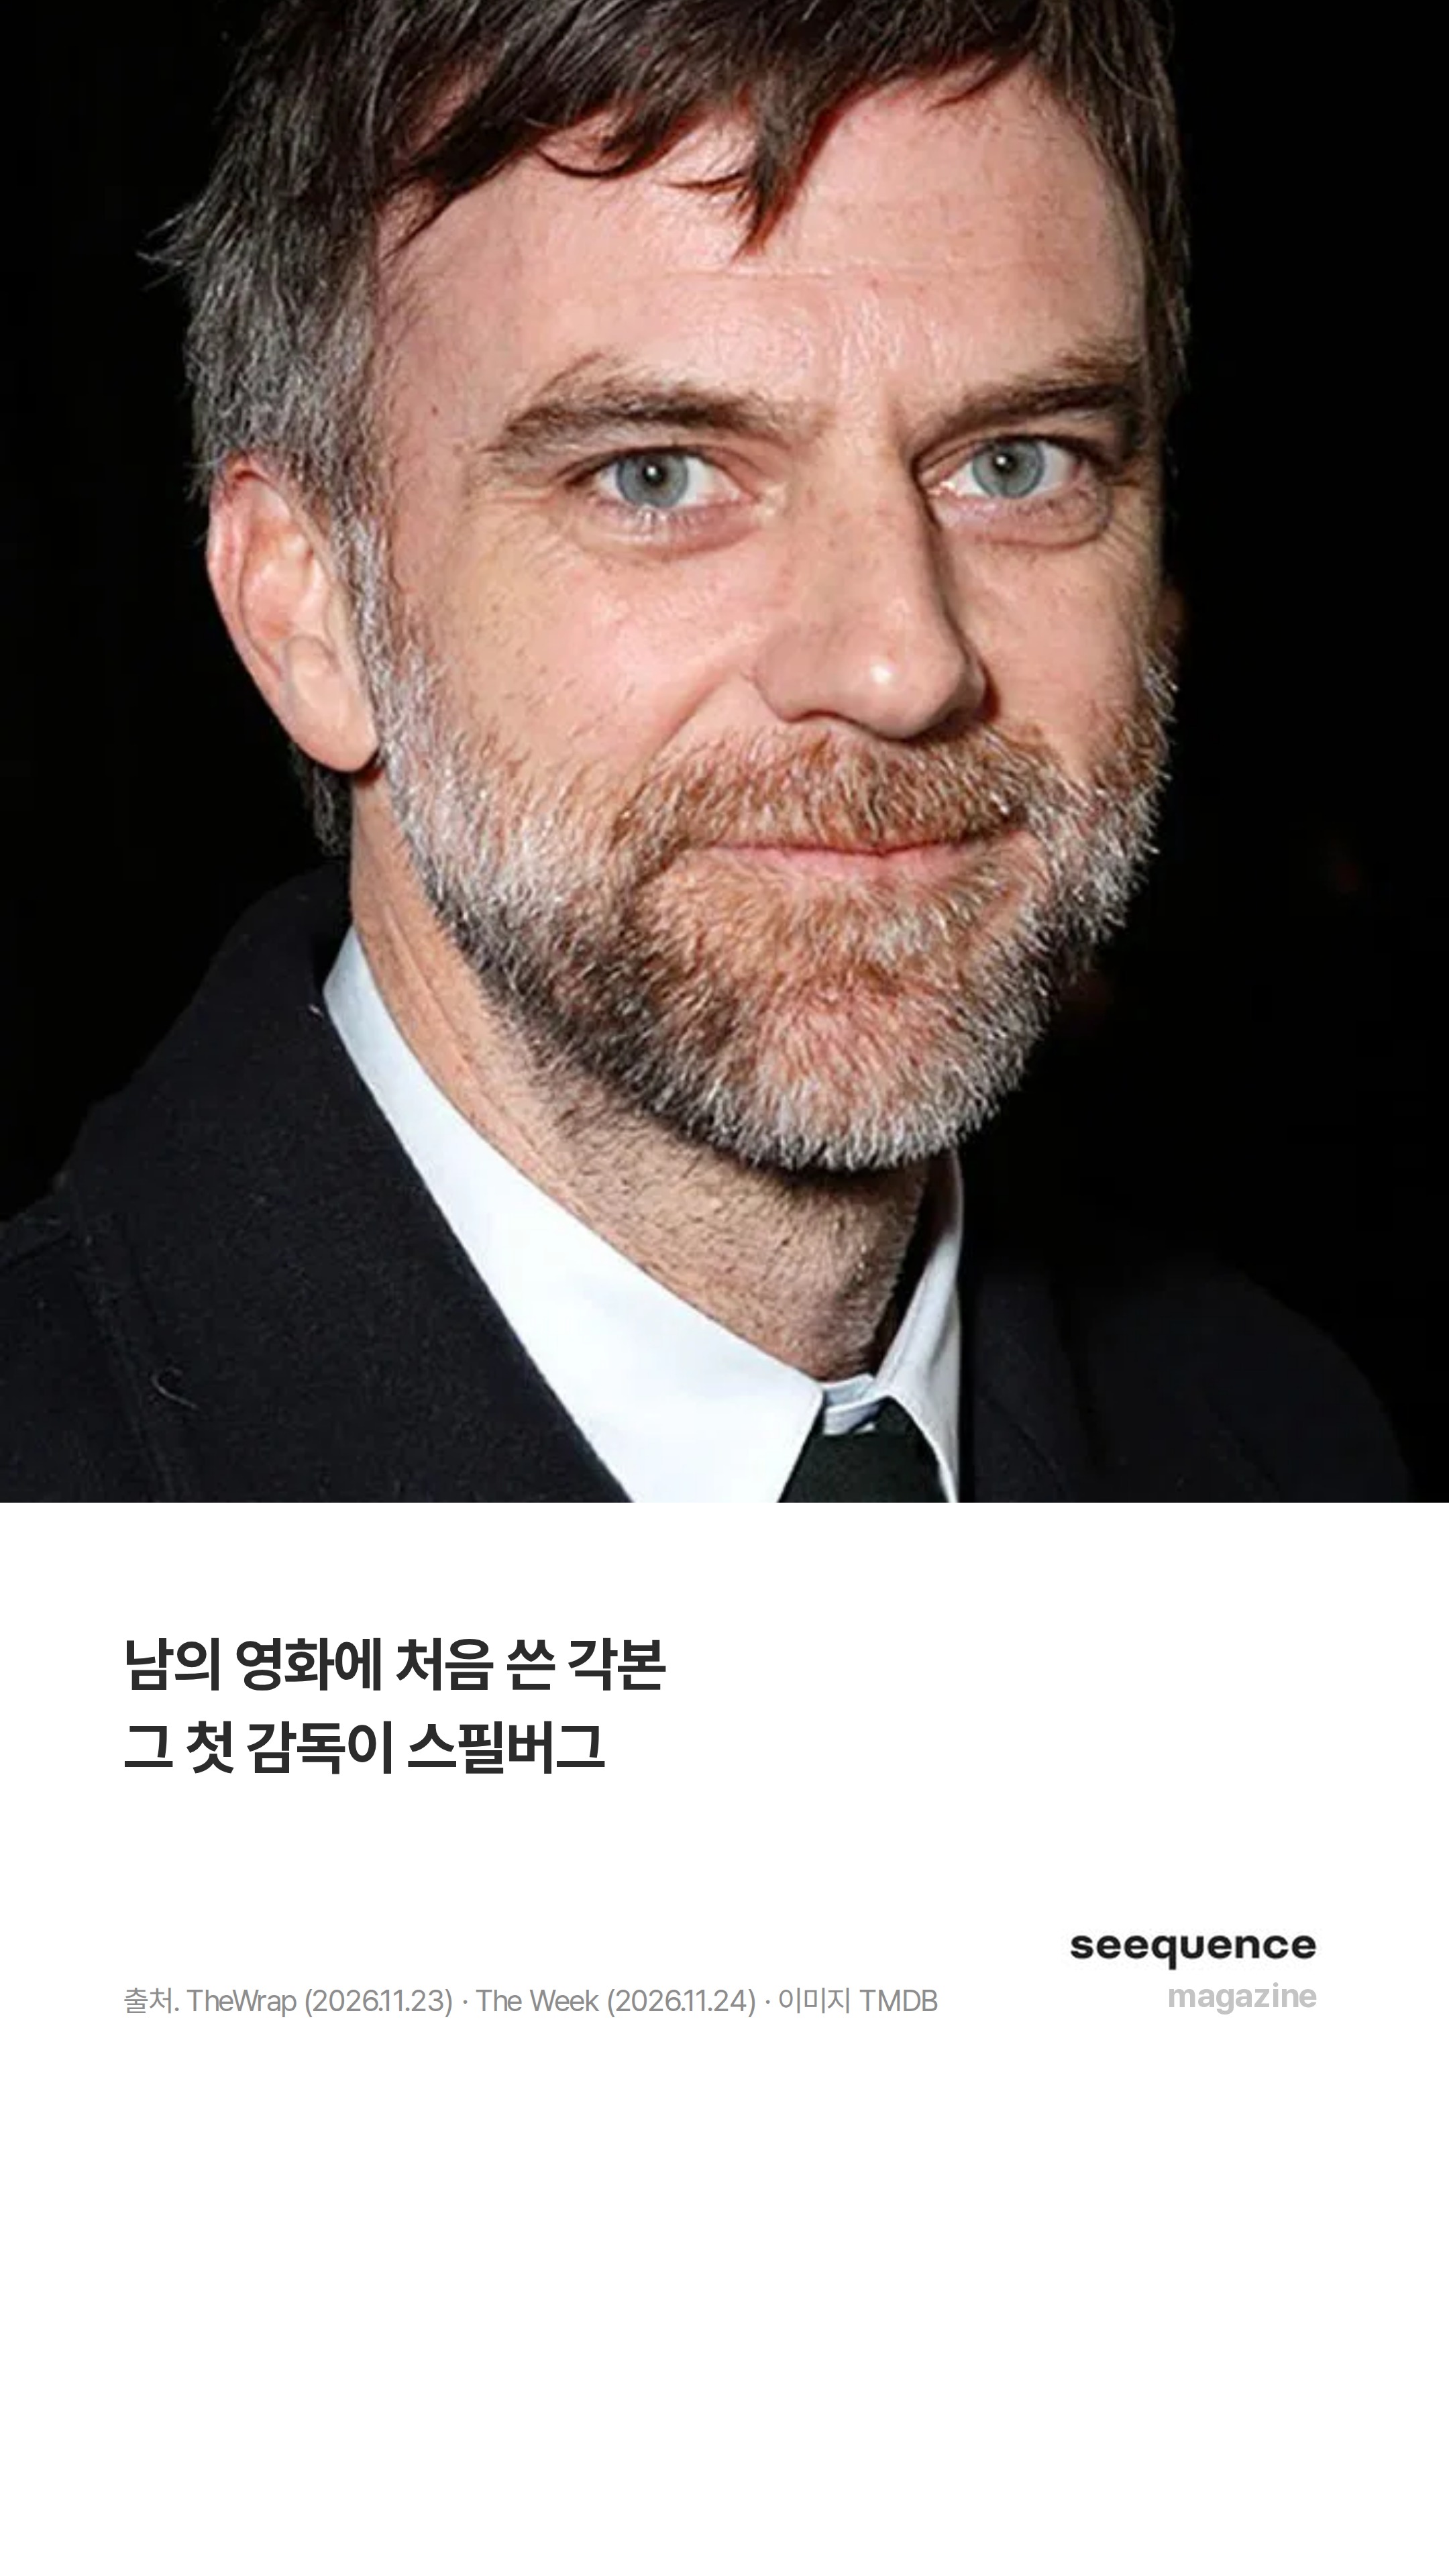 남의 영화에 처음 쓴 각본
그 첫 감독이 스필버그
seequence
magazine
출처. TheWrap (2026.11.23) · The Week (2026.11.24) · 이미지 TMDB